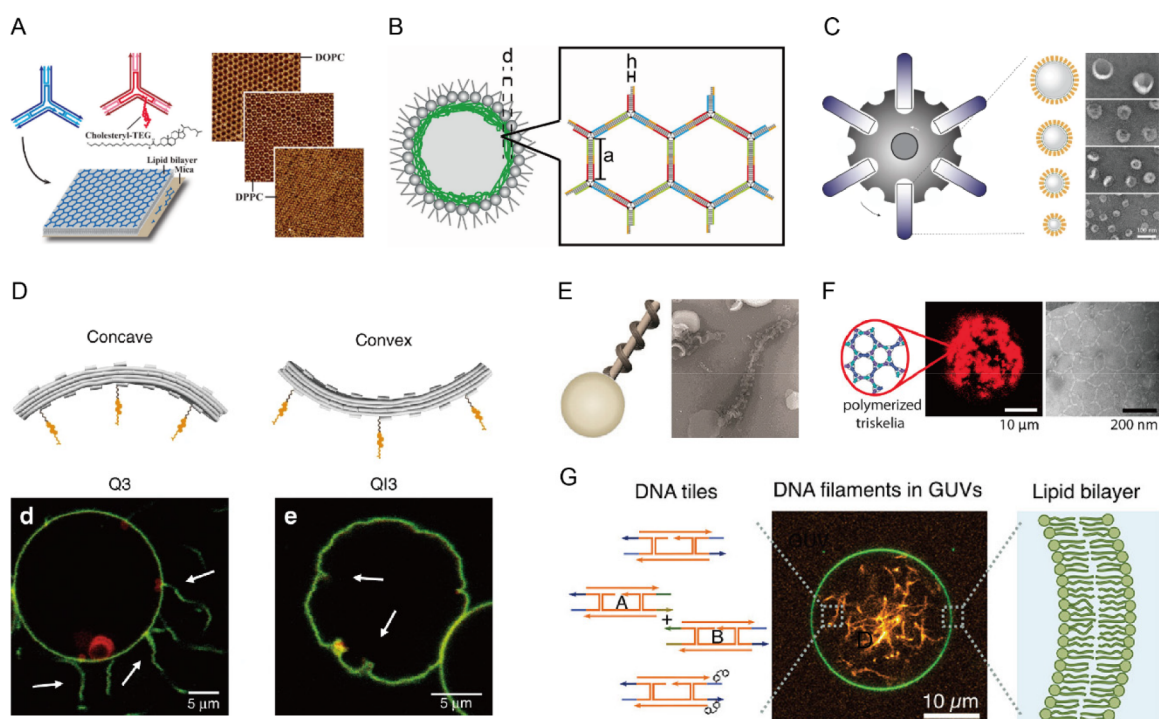 A
DOPC
Cholesteryl-TEG
Lipid bilayer
Mica
DPPC
B
d
h
a
C
100 nm
D
Concave
Convex
Q3
QI3
d
5 µm
e
5 µm
E
F
polymerized
triskelia
10 µm
200 nm
G
DNA tiles
DNA filaments in GUVs
Lipid bilayer
GUV
A
+
B
D
10 µm